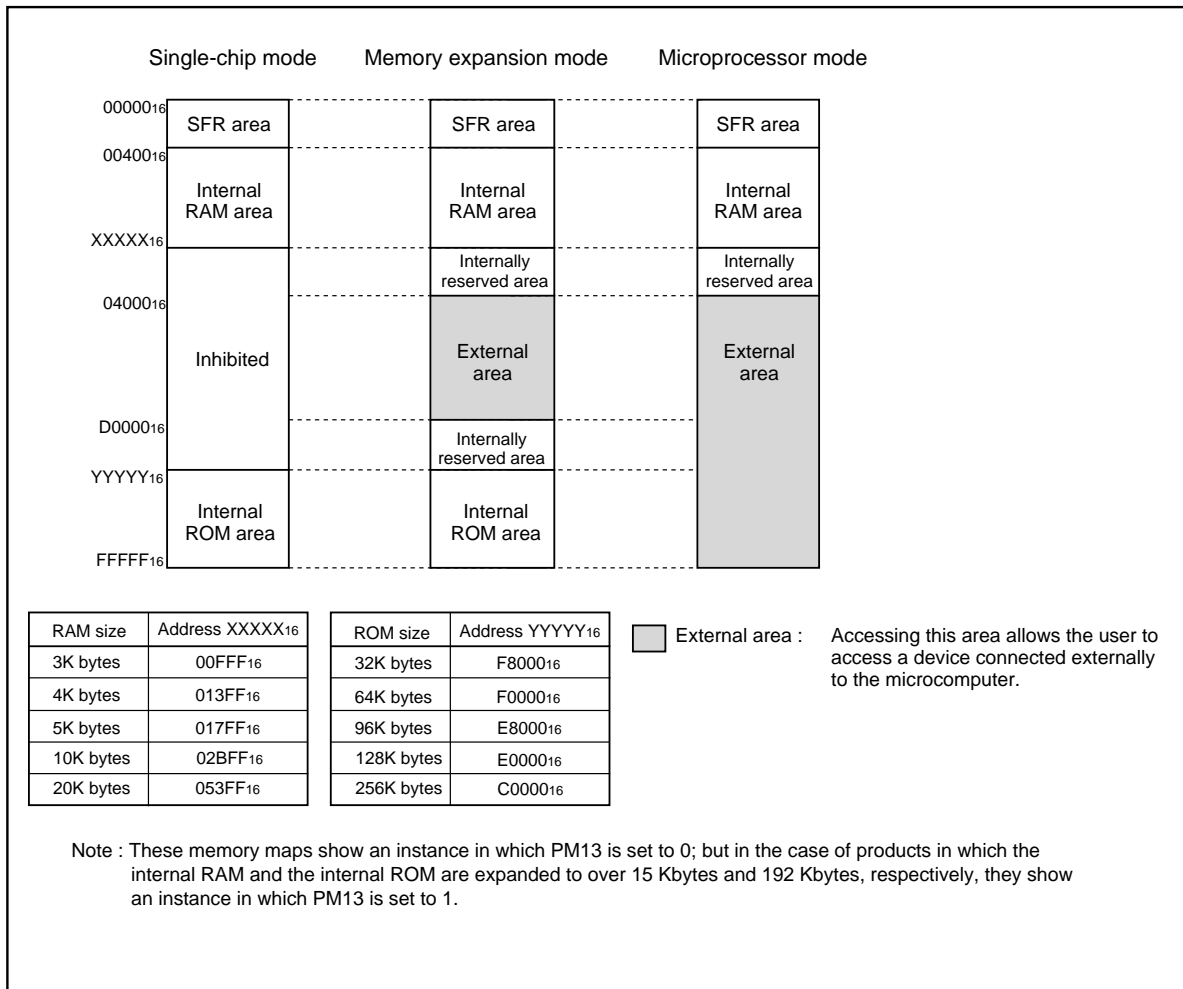 Single-chip mode Memory expansion mode Microprocessor mode
0000016
SFR area SFR area SFR area
0040016
Internal
RAM area
Internal
RAM area
Internal
RAM area
XXXXX16
Internally
reserved area
Internally
reserved area
0400016
Inhibited
External
area
External
area
D000016
Internally
reserved area
YYYYY16
Internal
ROM area
Internal
ROM area
FFFFF16
RAM size Address XXXXX16
3K bytes 00FFF16
4K bytes 013FF16
5K bytes 017FF16
10K bytes 02BFF16
20K bytes 053FF16
ROM size Address YYYYY16
32K bytes F800016
64K bytes F000016
96K bytes E800016
128K bytes E000016
256K bytes C000016
External area : Accessing this area allows the user to
access a device connected externally
to the microcomputer.
Note : These memory maps show an instance in which PM13 is set to 0; but in the case of products in which the
internal RAM and the internal ROM are expanded to over 15 Kbytes and 192 Kbytes, respectively, they show
an instance in which PM13 is set to 1.